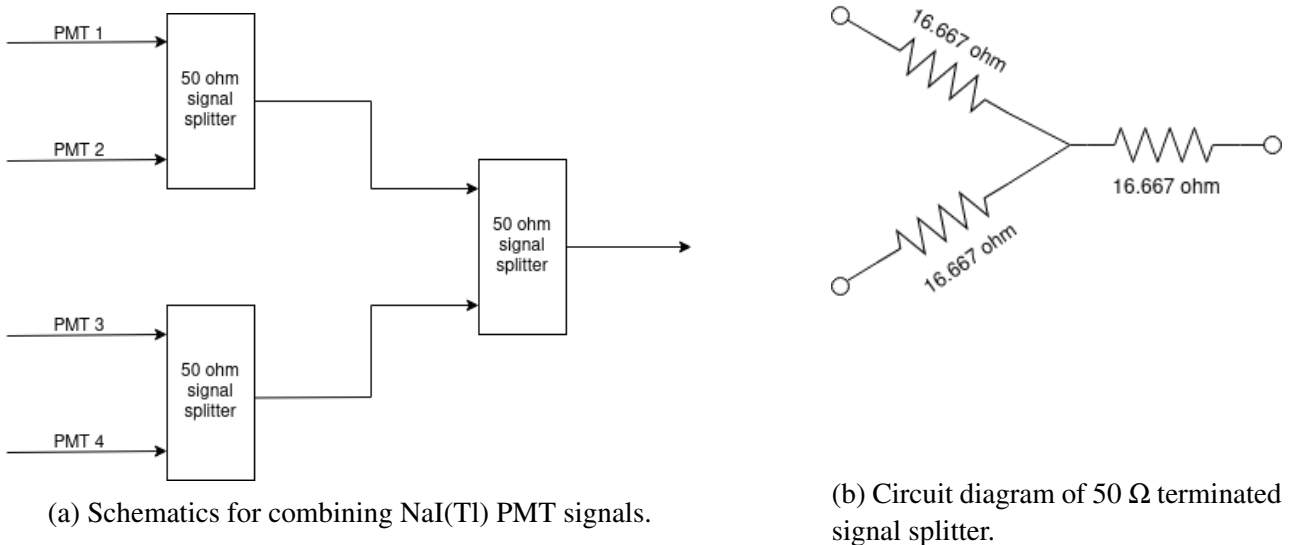 PMT 1
50 ohm
signal
splitter
PMT 2
50 ohm
signal
splitter
PMT 3
50 ohm
signal
splitter
PMT 4
(a) Schematics for combining NaI(Tl) PMT signals.
16.667 ohm
16.667 ohm
16.667 ohm
(b) Circuit diagram of 50 Ω terminated
signal splitter.